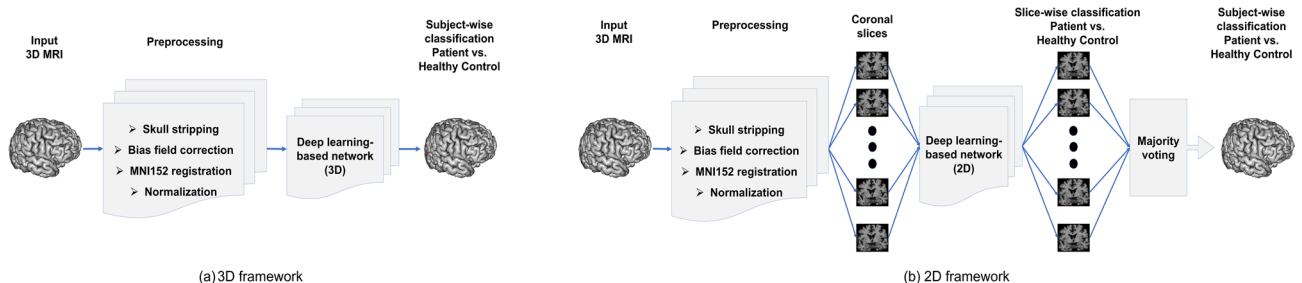 Input
3D MRI
Preprocessing
Subject-wise
classification
Patient vs.
Healthy Control
➢ Skull stripping
➢ Bias field correction
➢ MNI152 registration
➢ Normalization
Deep learning-
based network
(3D)
(a) 3D framework
Input
3D MRI
Preprocessing
Coronal
slices
Slice-wise classification
Patient vs.
Healthy Control
Subject-wise
classification
Patient vs.
Healthy Control
➢ Skull stripping
➢ Bias field correction
➢ MNI152 registration
➢ Normalization
Deep learning-
based network
(2D)
Majority
voting
(b) 2D framework